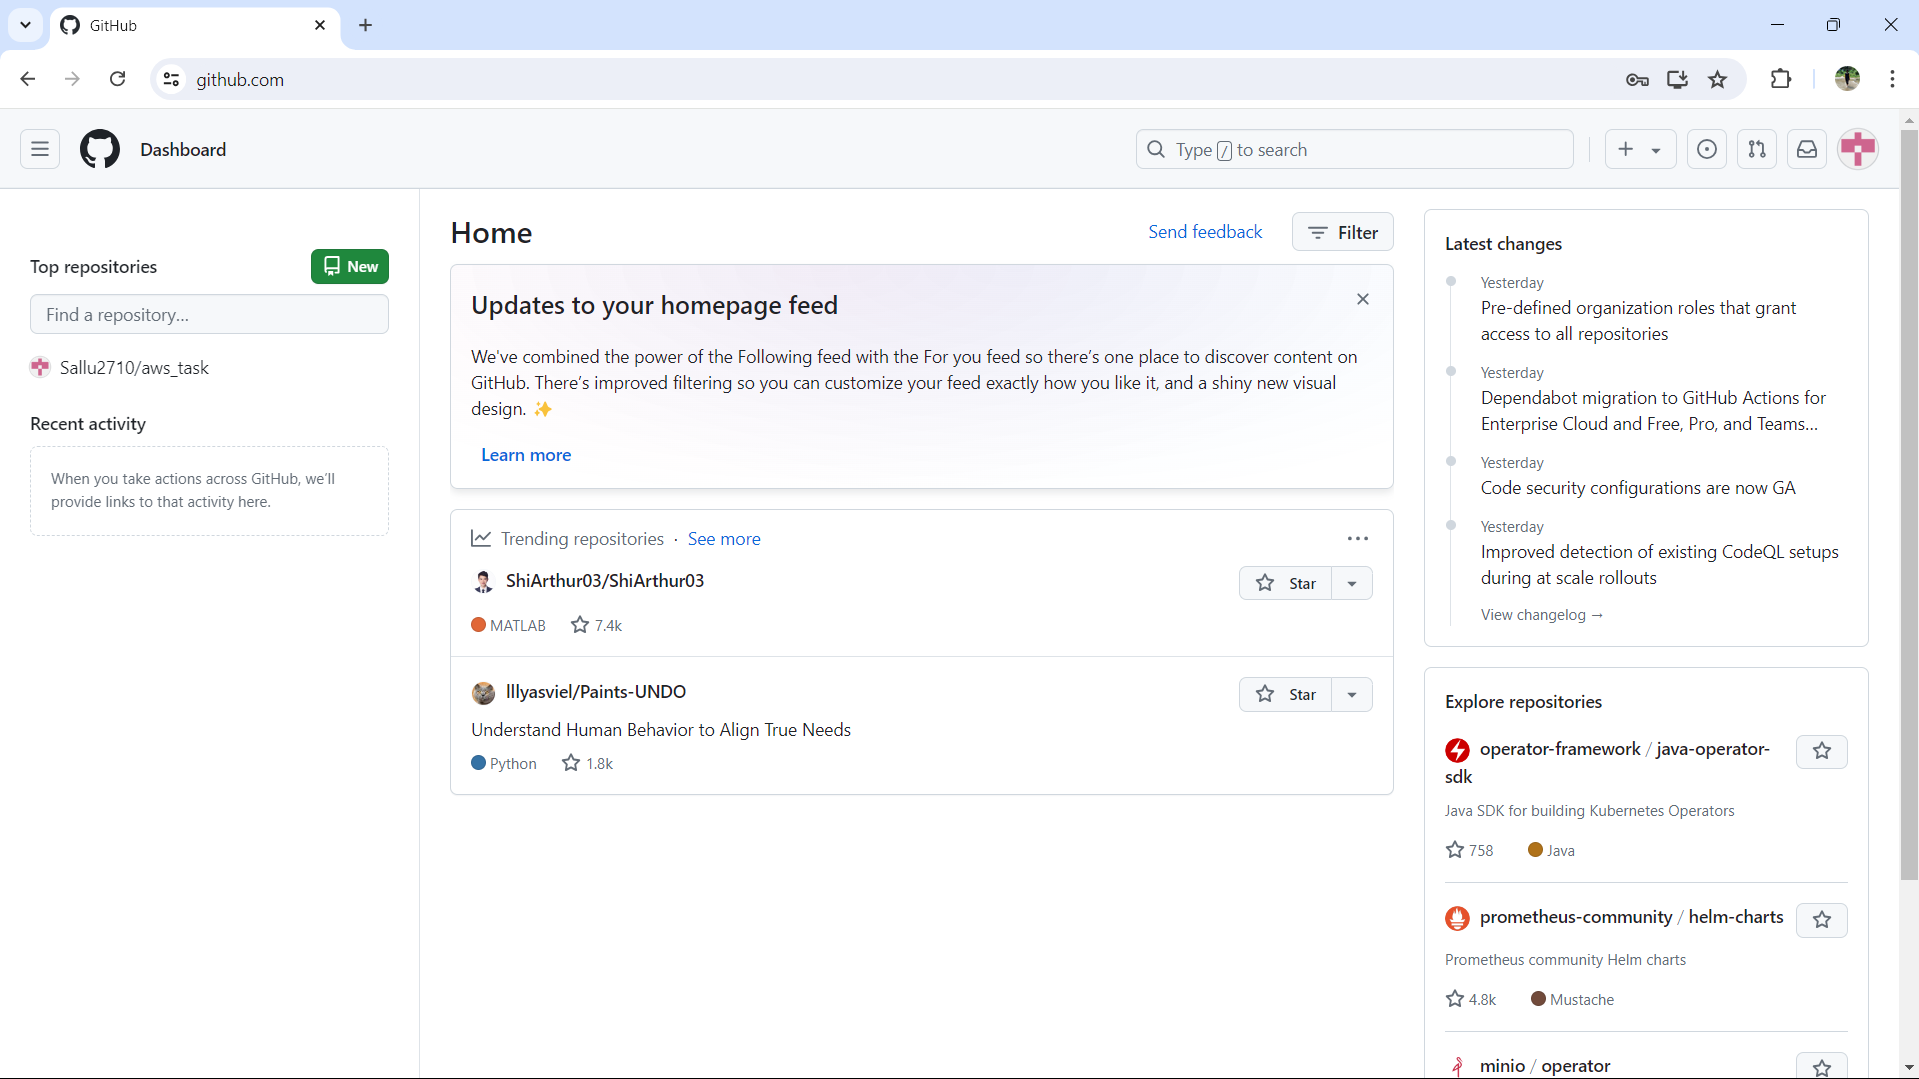 GitHub
github.com
Dashboard
Type / to search
Top repositories
New
Find a repository...
Sallu2710/aws_task
Recent activity
When you take actions across GitHub, we'll
provide links to that activity here.
Home
Send feedback
Filter
Updates to your homepage feed
We've combined the power of the Following feed with the For you feed so there's one place to discover content on
GitHub. There's improved filtering so you can customize your feed exactly how you like it, and a shiny new visual
design. ✨
Learn more
Trending repositories · See more
ShiArthur03/ShiArthur03
Star
MATLAB 7.4k
lllyasviel/Paints-UNDO
Star
Understand Human Behavior to Align True Needs
Python 1.8k
Latest changes
Yesterday
Pre-defined organization roles that grant
access to all repositories
Yesterday
Dependabot migration to GitHub Actions for
Enterprise Cloud and Free, Pro, and Teams...
Yesterday
Code security configurations are now GA
Yesterday
Improved detection of existing CodeQL setups
during at scale rollouts
View changelog →
Explore repositories
operator-framework / java-operator-
sdk
Java SDK for building Kubernetes Operators
758 Java
prometheus-community / helm-charts
Prometheus community Helm charts
4.8k Mustache
minio / operator